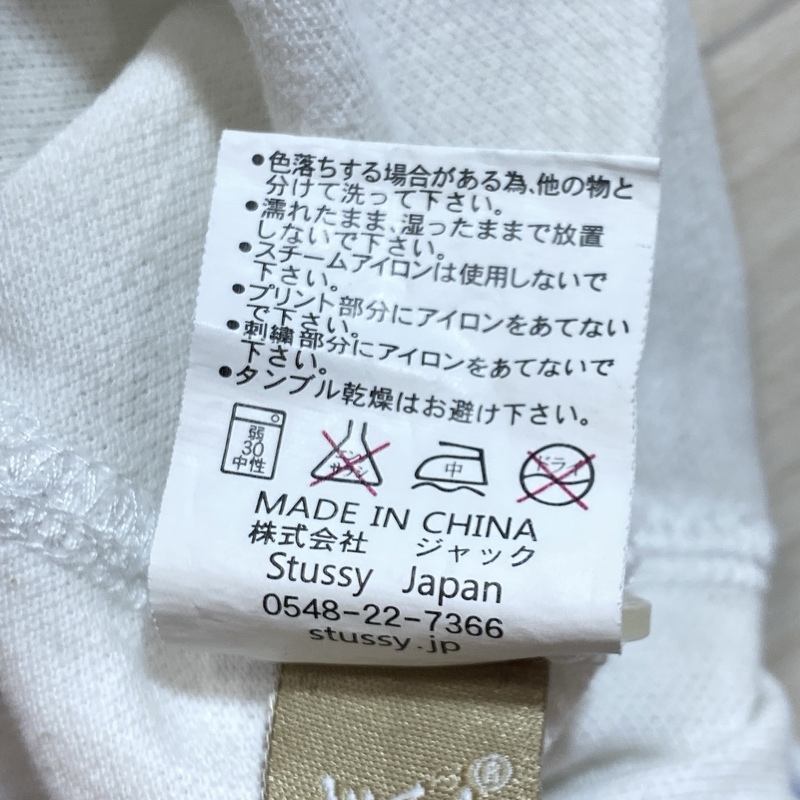 ●色落ちする場合がある為、他の物と
分けて洗って下さい。
●濡れたまま、湿ったままで放置
しないで下さい。
●スチームアイロンは使用しないで
下さい。
●プリント部分にアイロンをあてない
で下さい。
●刺繍部分にアイロンをあてないで
下さい。
●タンブル乾燥はお避け下さい。
弱
30
中性
エンソ
サラシ
中
ドライ
MADE IN CHINA
株式会社 ジャック
Stussy Japan
0548-22-7366
stussy.jp
®